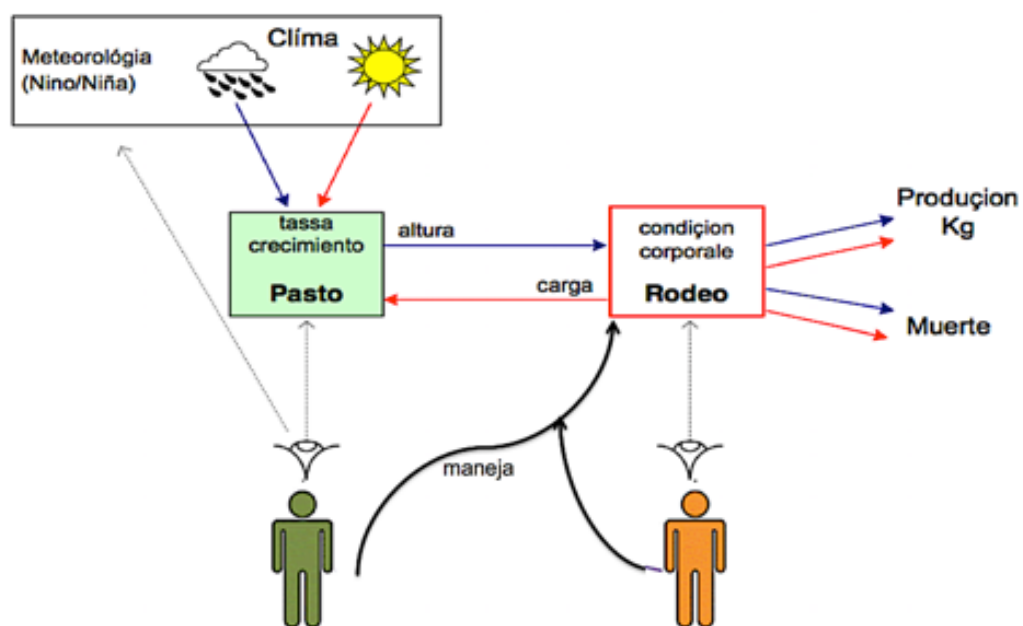 Clíma
Meteorológia
(Nino/Niña)
tassa
crecimiento
Pasto
altura
carga
condiçion
corporale
Rodeo
Produçion
Kg
Muerte
maneja